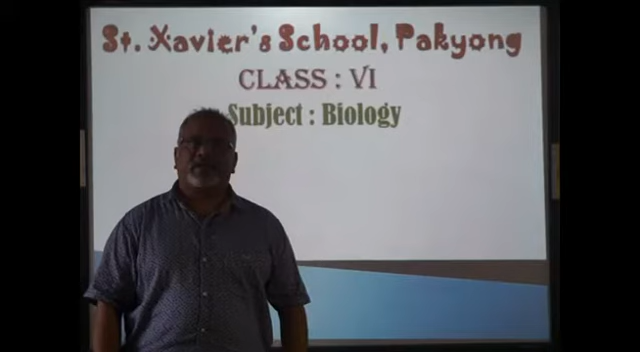 St. Xavier's School, Pakyong
CLASS : VI
Subject : Biology